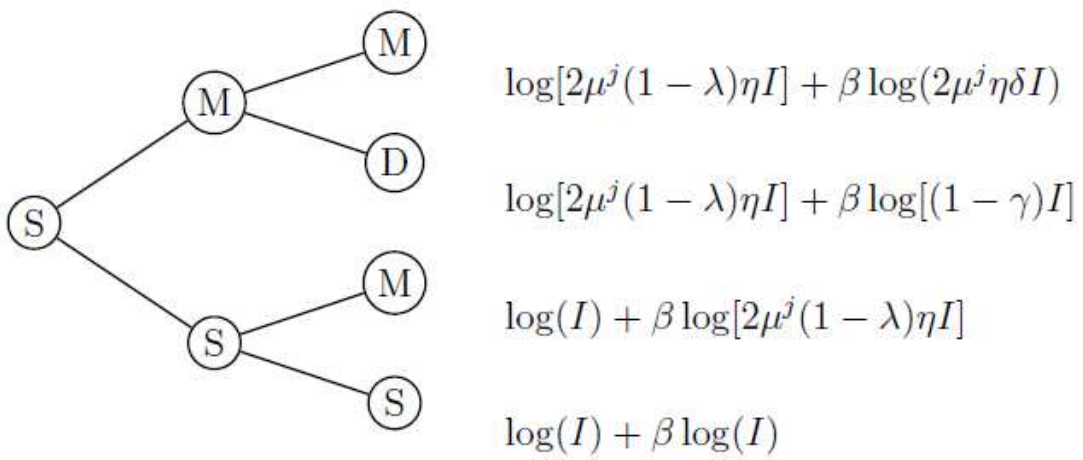 M
log[2μ^j(1 − λ)ηI] + β log(2μ^jηδI)
M
D
log[2μ^j(1 − λ)ηI] + β log[(1 − γ)I]
S
M
log(I) + β log[2μ^j(1 − λ)ηI]
S
S
log(I) + β log(I)